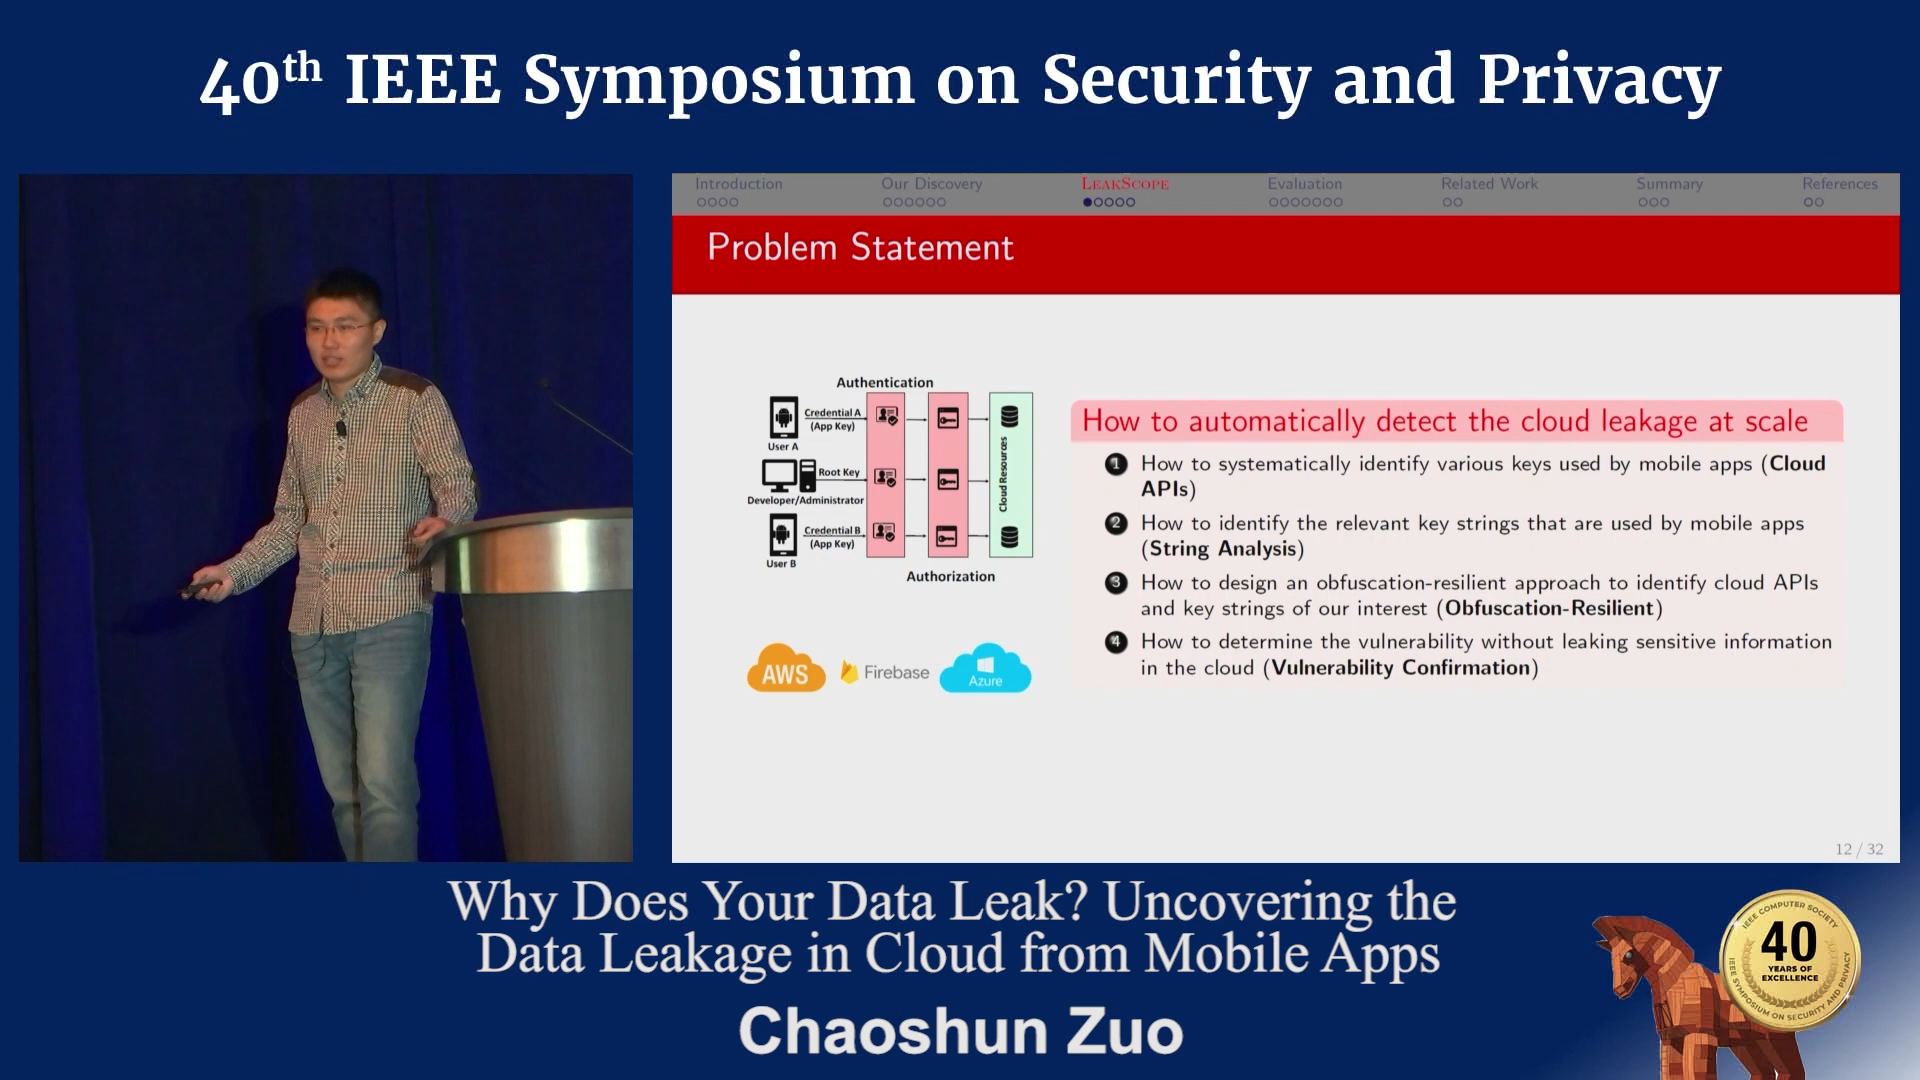 40th IEEE Symposium on Security and Privacy
Introduction
Our Discovery
LEAKSCOPE
Evaluation
Related Work
Summary
References
Problem Statement
Authentication
Credential A
(App Key)
User A
Root Key
Developer/Administrator
Credential B
(App Key)
User B
Cloud Resources
Authorization
AWS
Firebase
Azure
How to automatically detect the cloud leakage at scale
1 How to systematically identify various keys used by mobile apps (Cloud
APIs)
2 How to identify the relevant key strings that are used by mobile apps
(String Analysis)
3 How to design an obfuscation-resilient approach to identify cloud APIs
and key strings of our interest (Obfuscation-Resilient)
4 How to determine the vulnerability without leaking sensitive information
in the cloud (Vulnerability Confirmation)
12 / 32
Why Does Your Data Leak? Uncovering the
Data Leakage in Cloud from Mobile Apps
Chaoshun Zuo
IEEE COMPUTER SOCIETY
40
YEARS OF
EXCELLENCE
IEEE SYMPOSIUM ON SECURITY AND PRIVACY